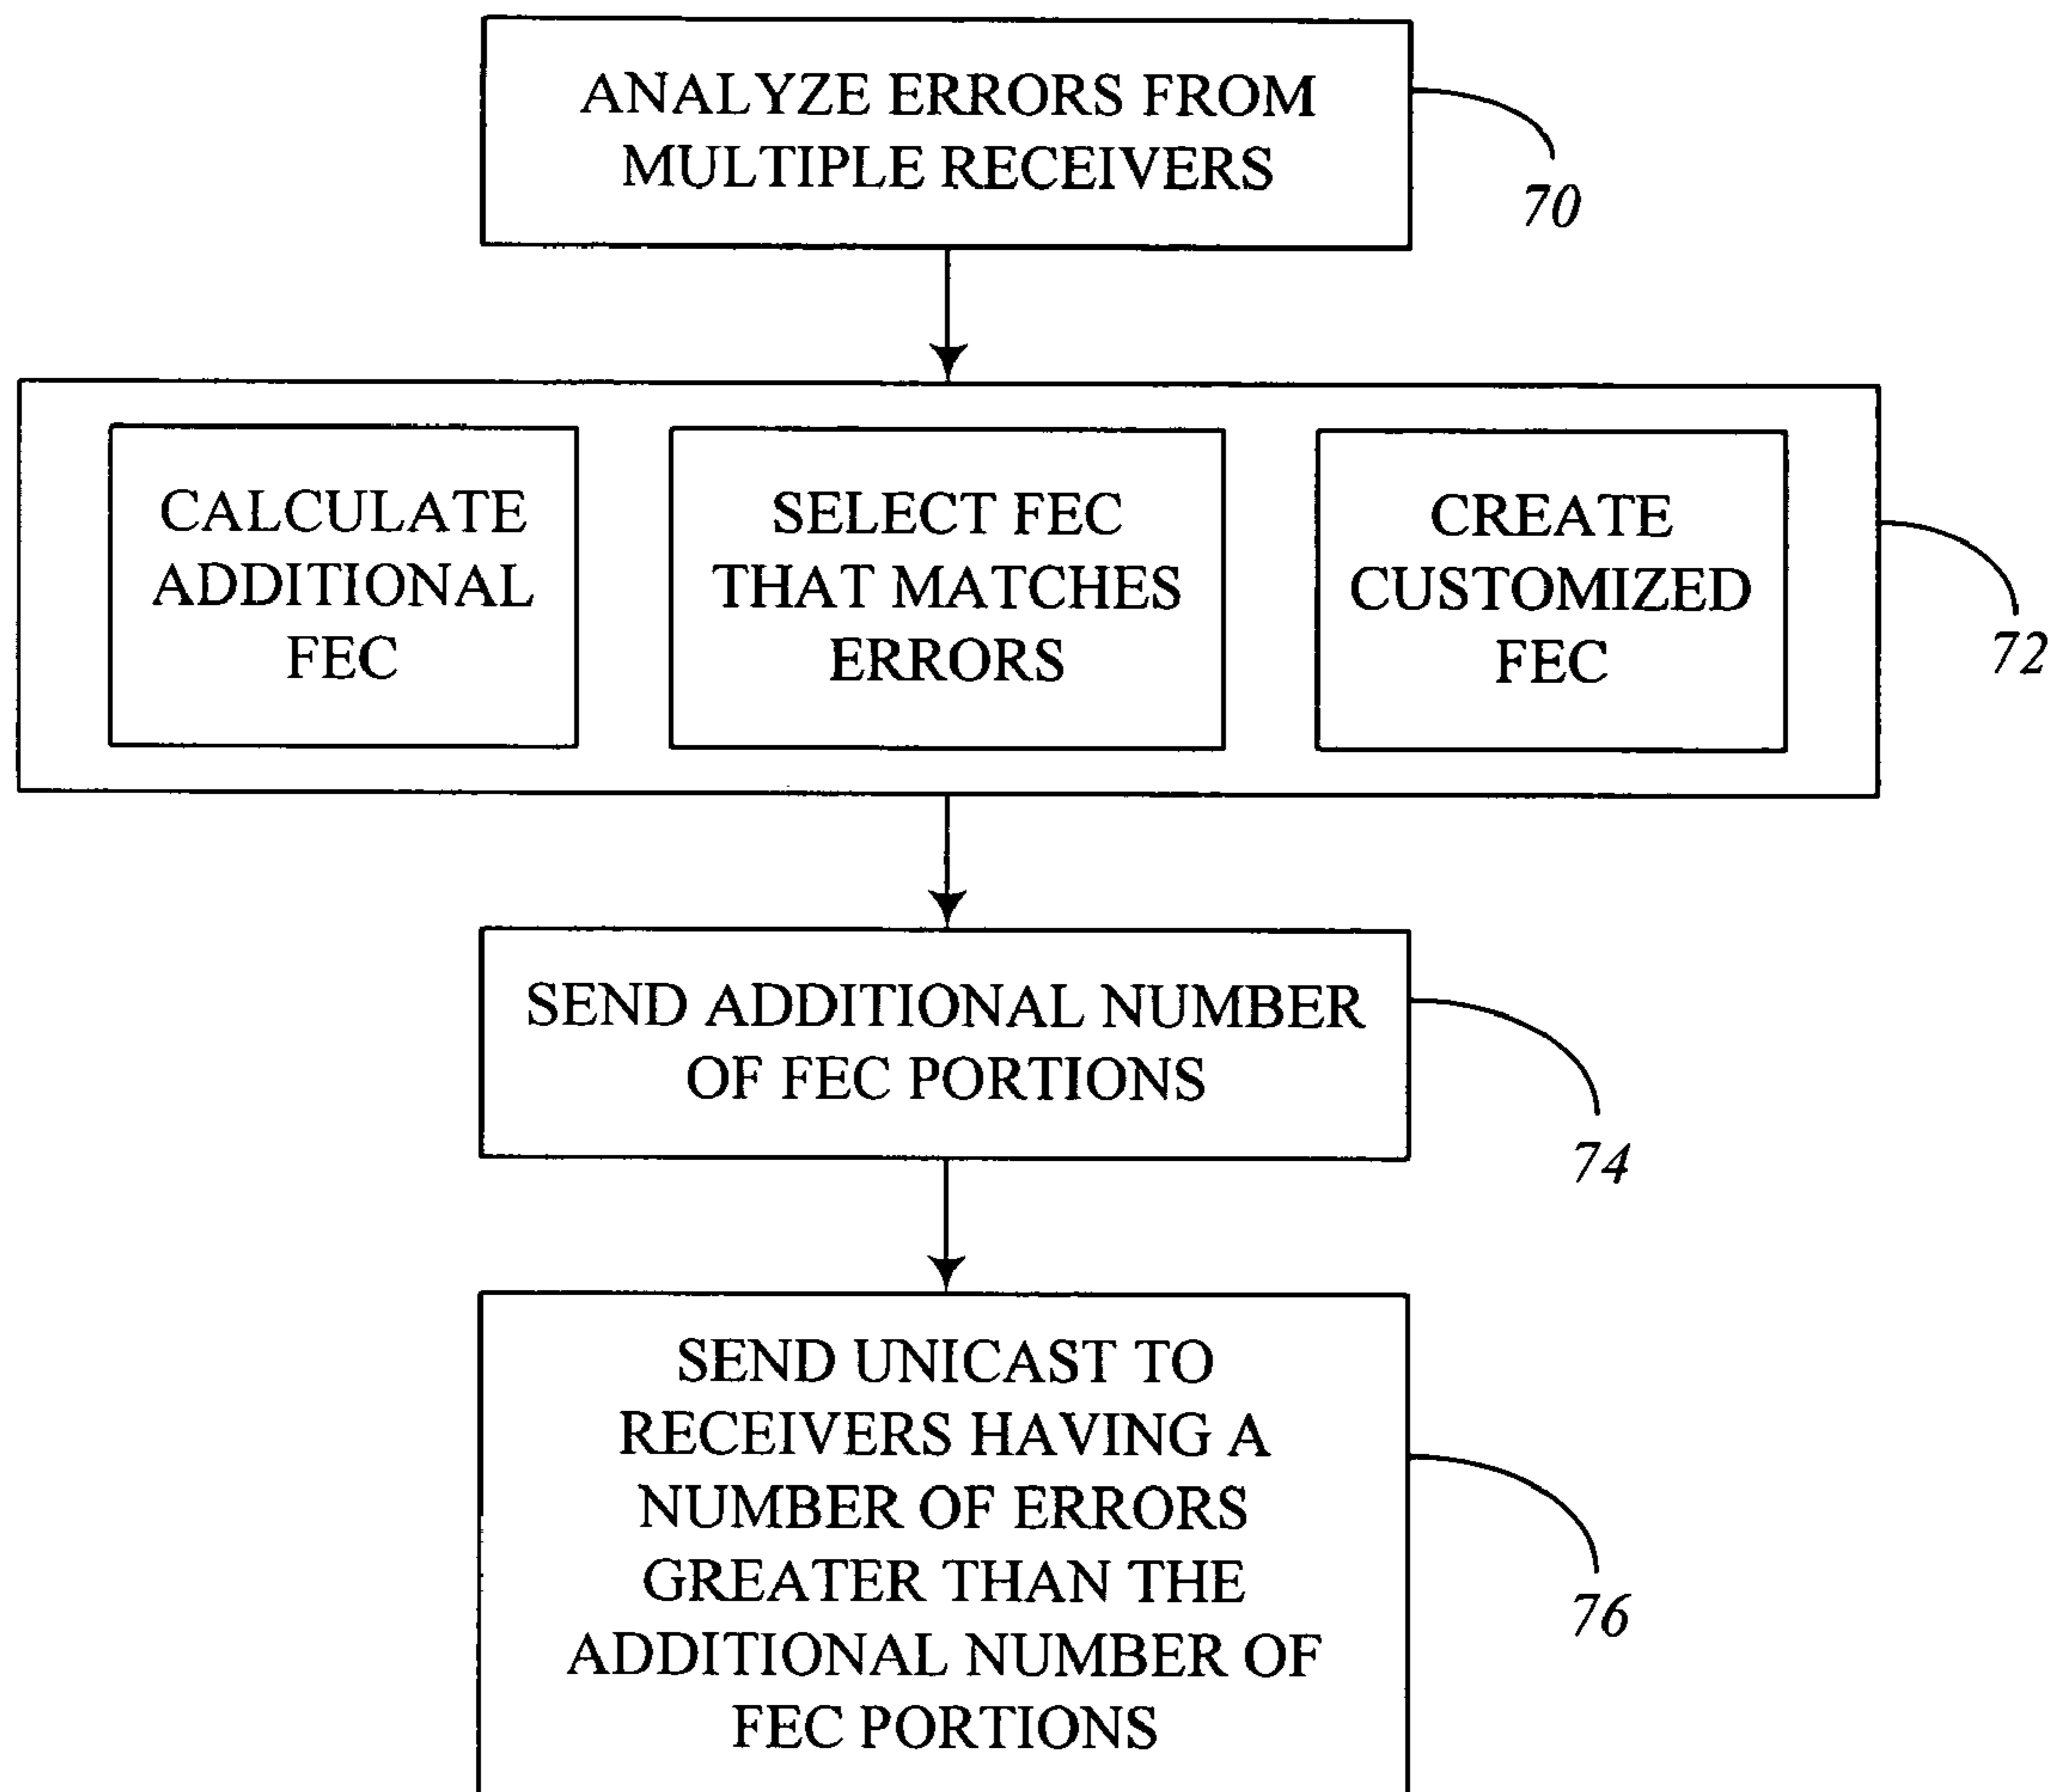 ANALYZE ERRORS FROM
MULTIPLE RECEIVERS
70
CALCULATE
ADDITIONAL
FEC
SELECT FEC
THAT MATCHES
ERRORS
CREATE
CUSTOMIZED
FEC
72
SEND ADDITIONAL NUMBER
OF FEC PORTIONS
74
SEND UNICAST TO
RECEIVERS HAVING A
NUMBER OF ERRORS
GREATER THAN THE
ADDITIONAL NUMBER OF
FEC PORTIONS
76